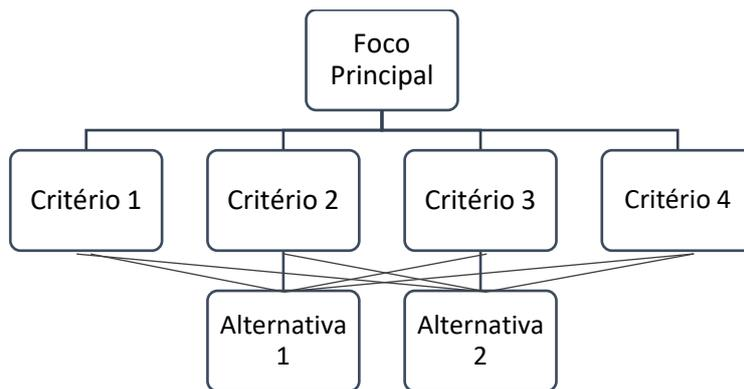 Foco
Principal
Critério 1
Critério 2
Critério 3
Critério 4
Alternativa
1
Alternativa
2